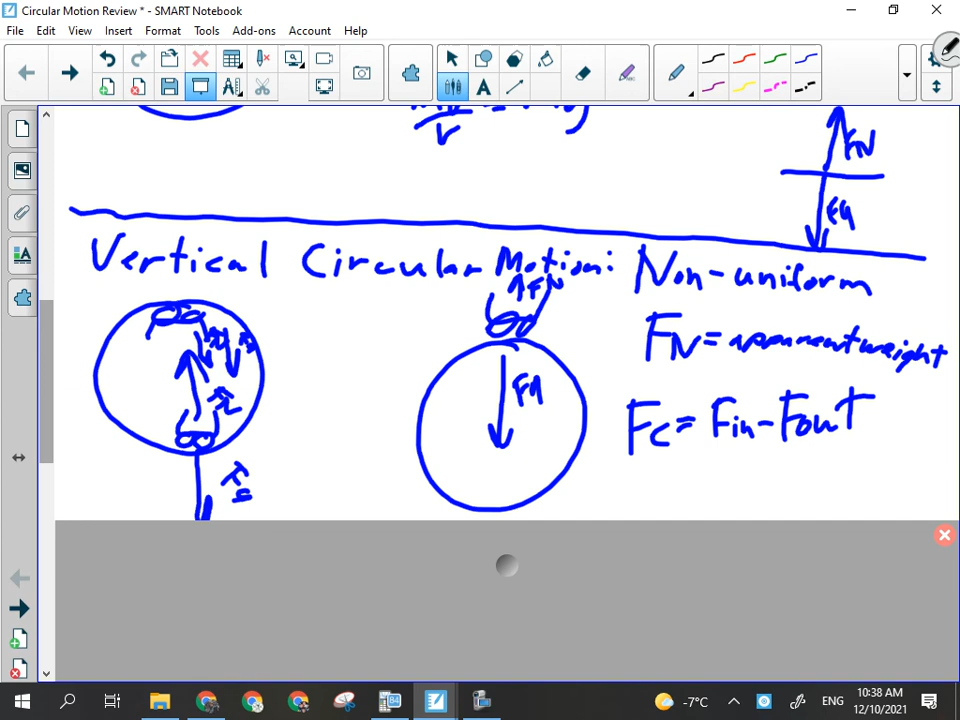 Circular Motion Review * - SMART Notebook
File Edit View Insert Format Tools Add-ons Account Help
FN
Fg
Vertical Circular Motion: Non-uniform
FN
FN = apparent weight
Fg
Fc = Fin - Fout
FN
Fg
-7°C
ENG
10:38 AM
12/10/2021